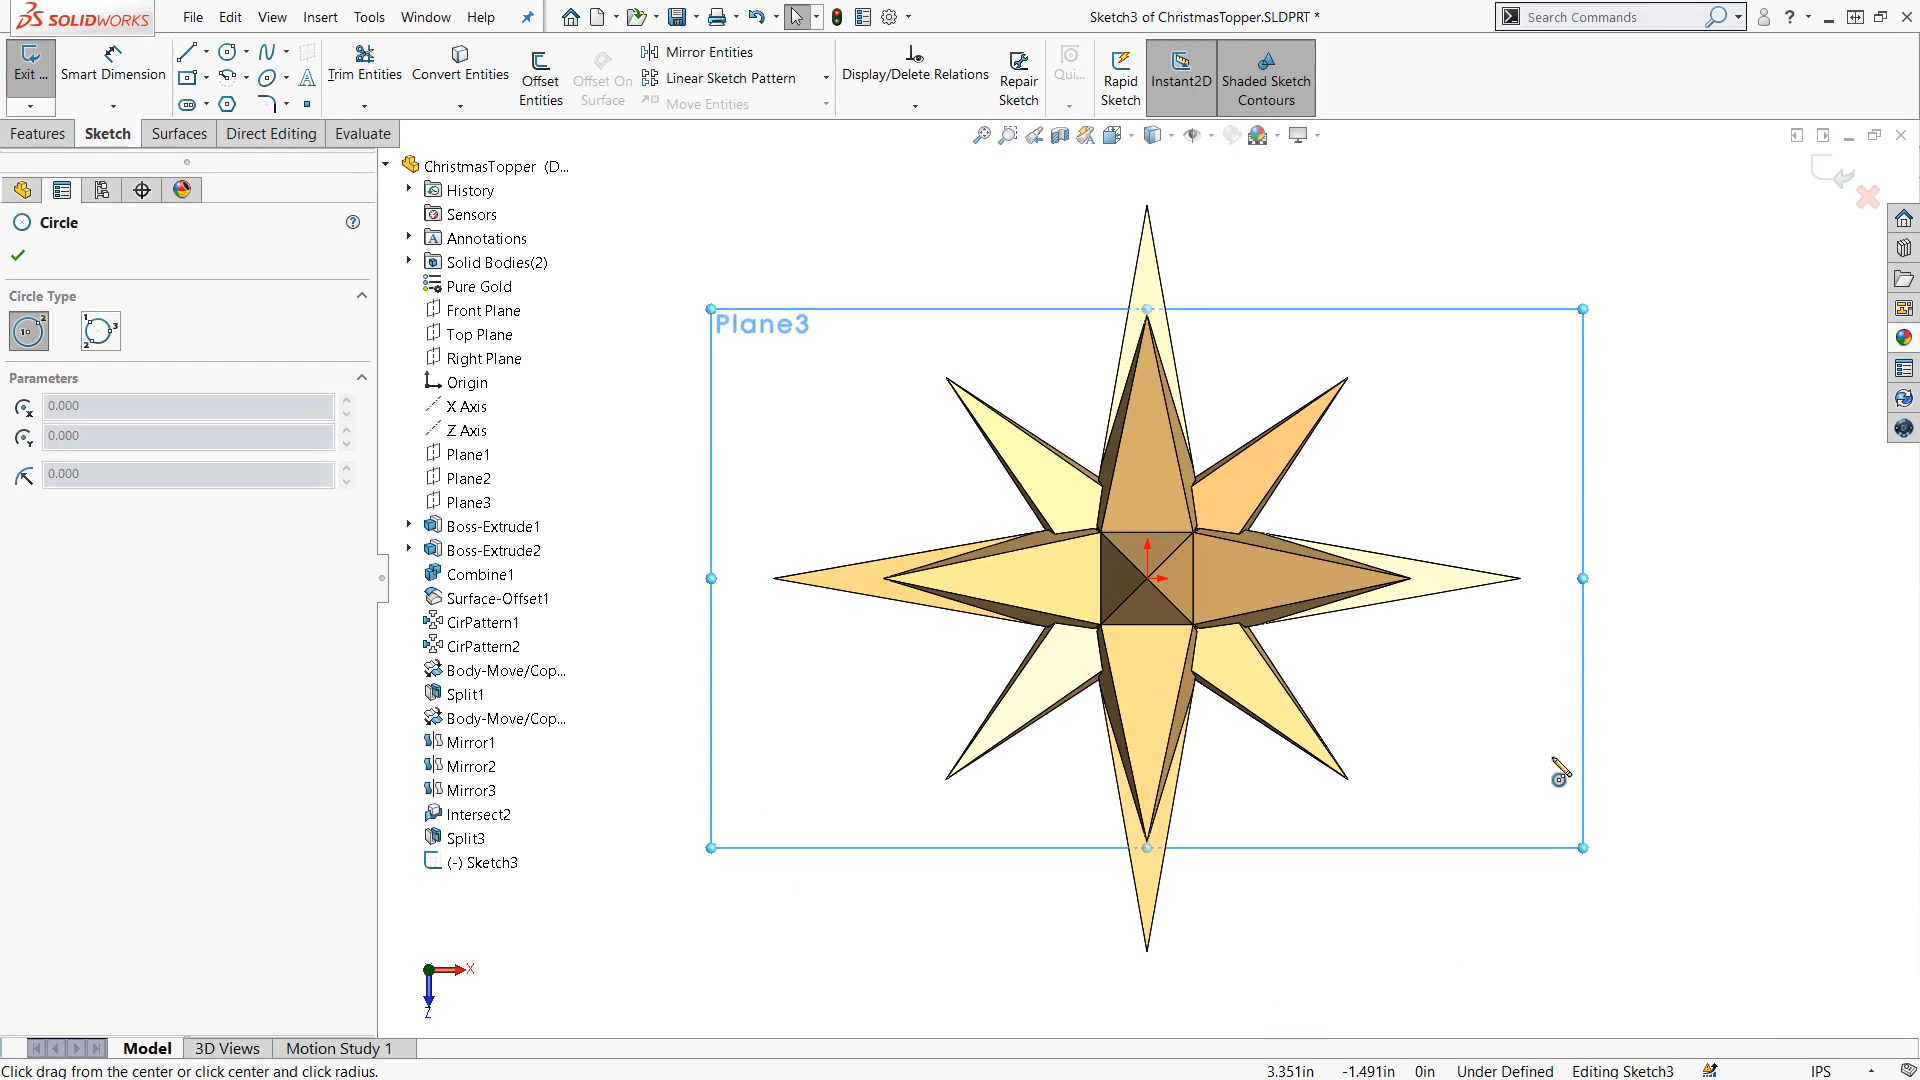 SOLIDWORKS
File Edit View Insert Tools Window Help
Sketch3 of ChristmasTopper.SLDPRT *
Search Commands
Exit ...
Smart Dimension
Trim Entities
Convert Entities
Offset Entities
Offset On Surface
Mirror Entities
Linear Sketch Pattern
Move Entities
Display/Delete Relations
Repair Sketch
Qui...
Rapid Sketch
Instant2D
Shaded Sketch Contours
Features Sketch Surfaces Direct Editing Evaluate
Circle
Circle Type
Parameters
0.000
0.000
0.000
ChristmasTopper (D...
History
Sensors
Annotations
Solid Bodies(2)
Pure Gold
Front Plane
Top Plane
Right Plane
Origin
X Axis
Z Axis
Plane1
Plane2
Plane3
Boss-Extrude1
Boss-Extrude2
Combine1
Surface-Offset1
CirPattern1
CirPattern2
Body-Move/Cop...
Split1
Body-Move/Cop...
Mirror1
Mirror2
Mirror3
Intersect2
Split3
(-) Sketch3
Plane3
X
Z
Model 3D Views Motion Study 1
Click drag from the center or click center and click radius.
3.351in -1.491in 0in Under Defined Editing Sketch3 IPS